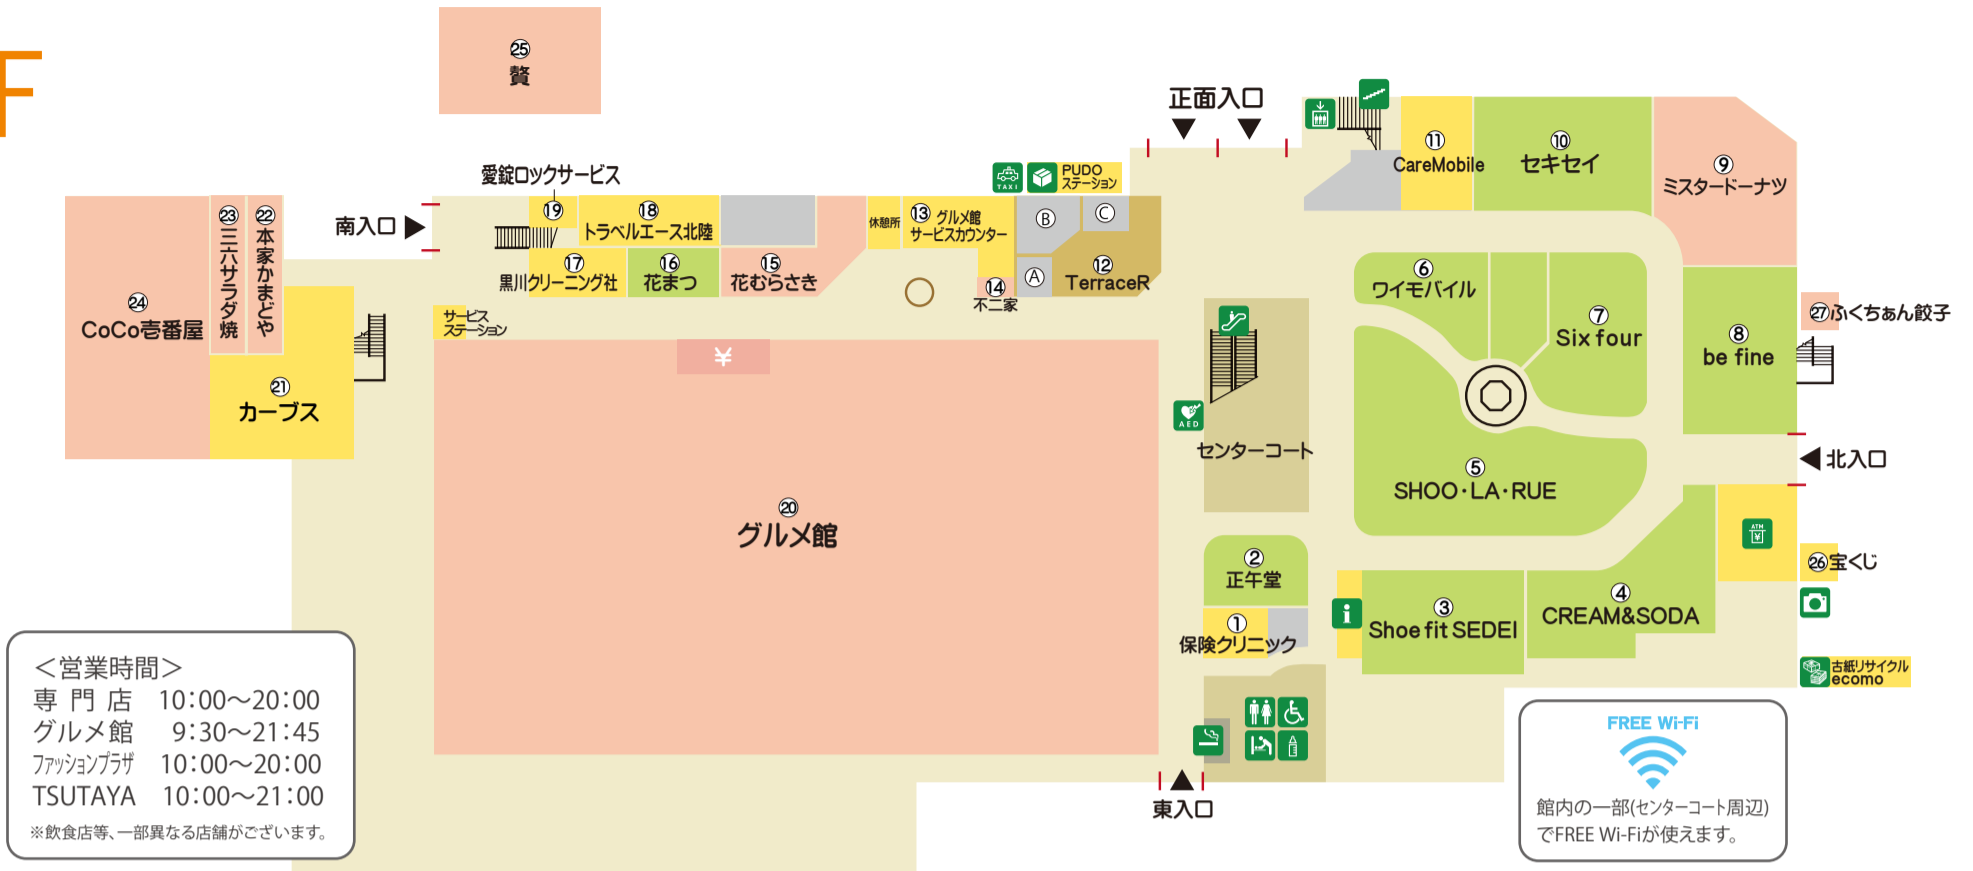 F
㉕
贅
正面入口
愛錠ロックサービス
TAXI
PUDO
ステーション
⑪
CareMobile
⑩
セキセイ
⑨
ミスタードーナツ
㉓
三六サラダ焼
㉒
本家かまどや
南入口
⑲
⑱
トラベルエース北陸
休憩所
⑬ グルメ館
サービスカウンター
Ⓑ
Ⓒ
Ⓐ
⑫
TerraceR
⑰
黒川クリーニング社
⑯
花まつ
⑮
花むらさき
⑭
不二家
⑥
ワイモバイル
⑦
Six four
⑧
be fine
㉗ふくちぁん餃子
㉔
CoCo壱番屋
サービス
ステーション
¥
㉑
カーブス
AED
センターコート
⑤
SHOO・LA・RUE
北入口
⑳
グルメ館
ATM
¥
㉖宝くじ
②
正午堂
①
保険クリニック
i
③
Shoe fit SEDEI
④
CREAM&SODA
古紙リサイクル
ecomo
東入口
＜営業時間＞
専門店 10:00～20:00
グルメ館 9:30～21:45
ファッションプラザ 10:00～20:00
TSUTAYA 10:00～21:00
※飲食店等、一部異なる店舗がございます。
FREE Wi-Fi
館内の一部(センターコート周辺)
でFREE Wi-Fiが使えます。